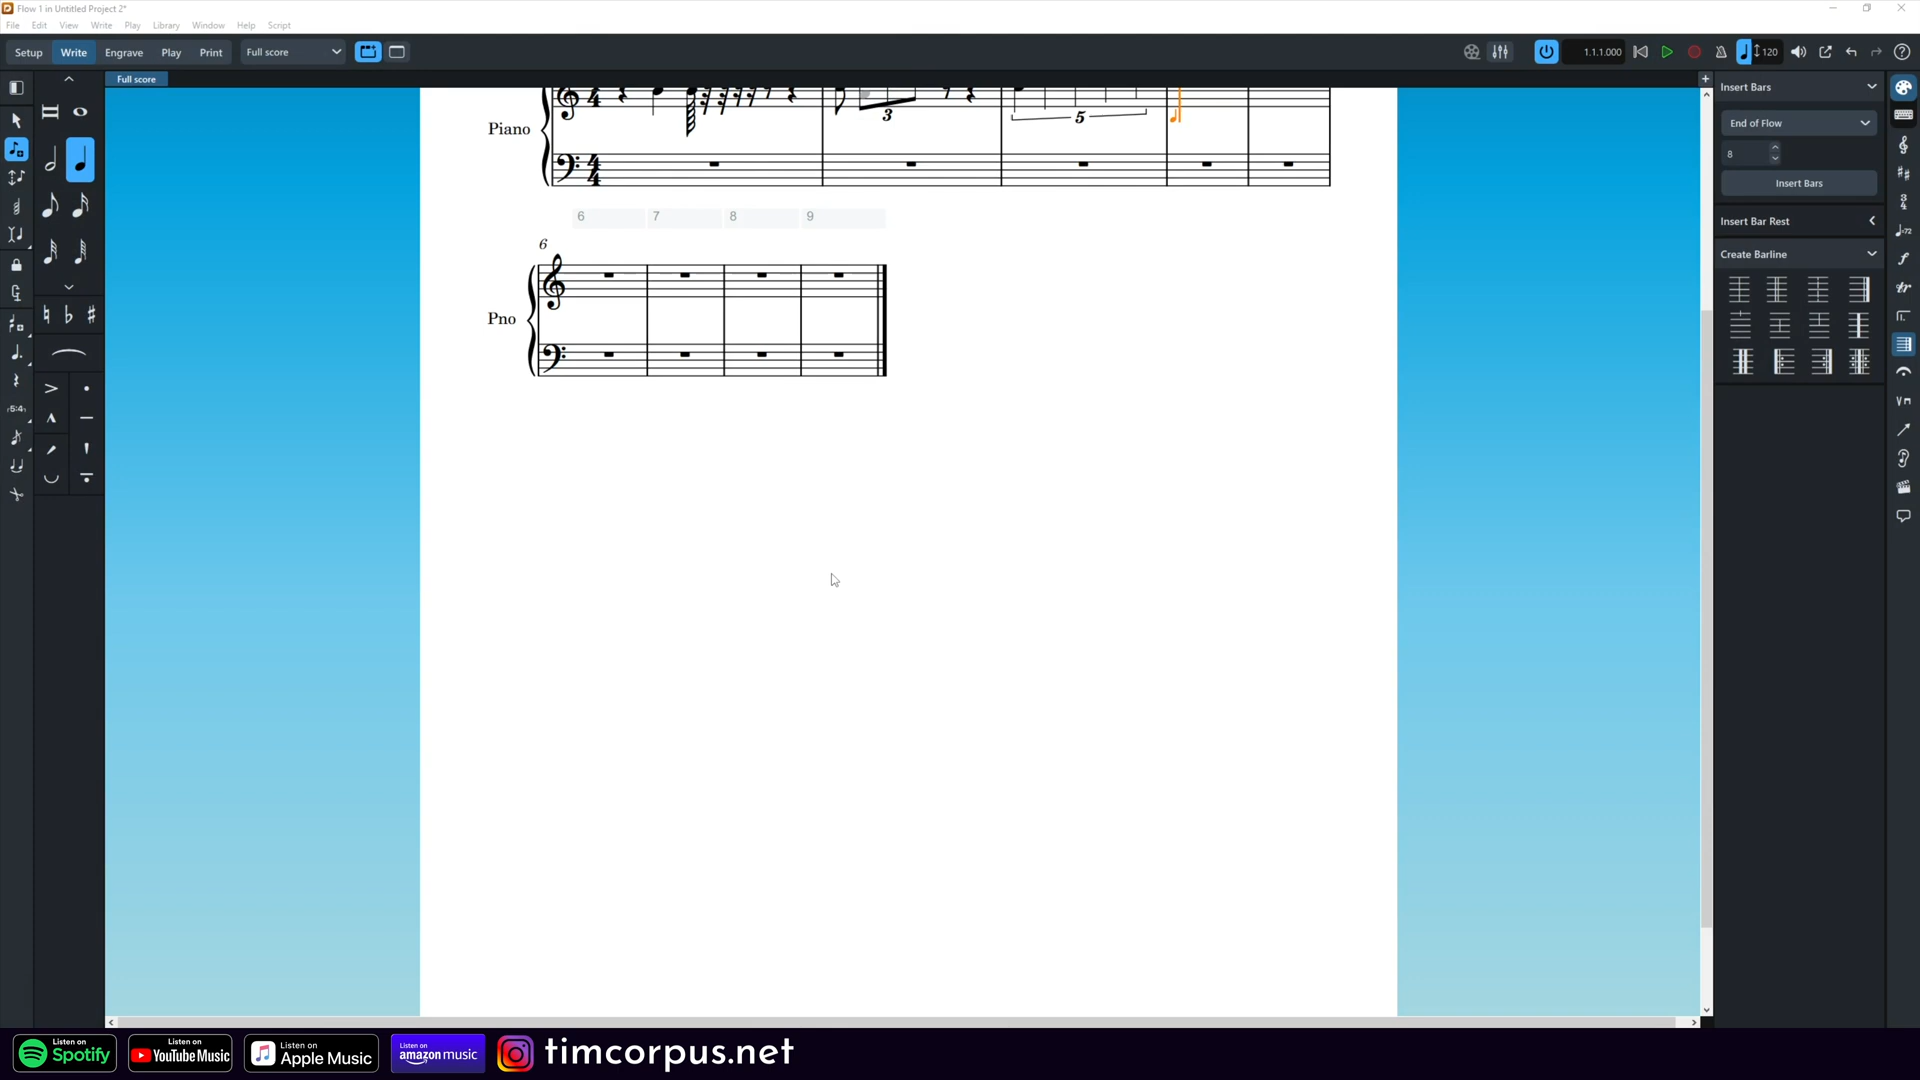 Flow 1 in Untitled Project 2*
File Edit View Write Play Library Window Help Script
Setup Write Engrave Play Print Full score 1.1.1.000 120
Full score
Insert Bars
End of Flow
8
Insert Bars
Insert Bar Rest
Create Barline
Piano
3
5
6 7 8 9
6
Pno
5:4
Listen on Spotify
Listen on YouTube Music
Listen on Apple Music
Listen on amazon music
timcorpus.net